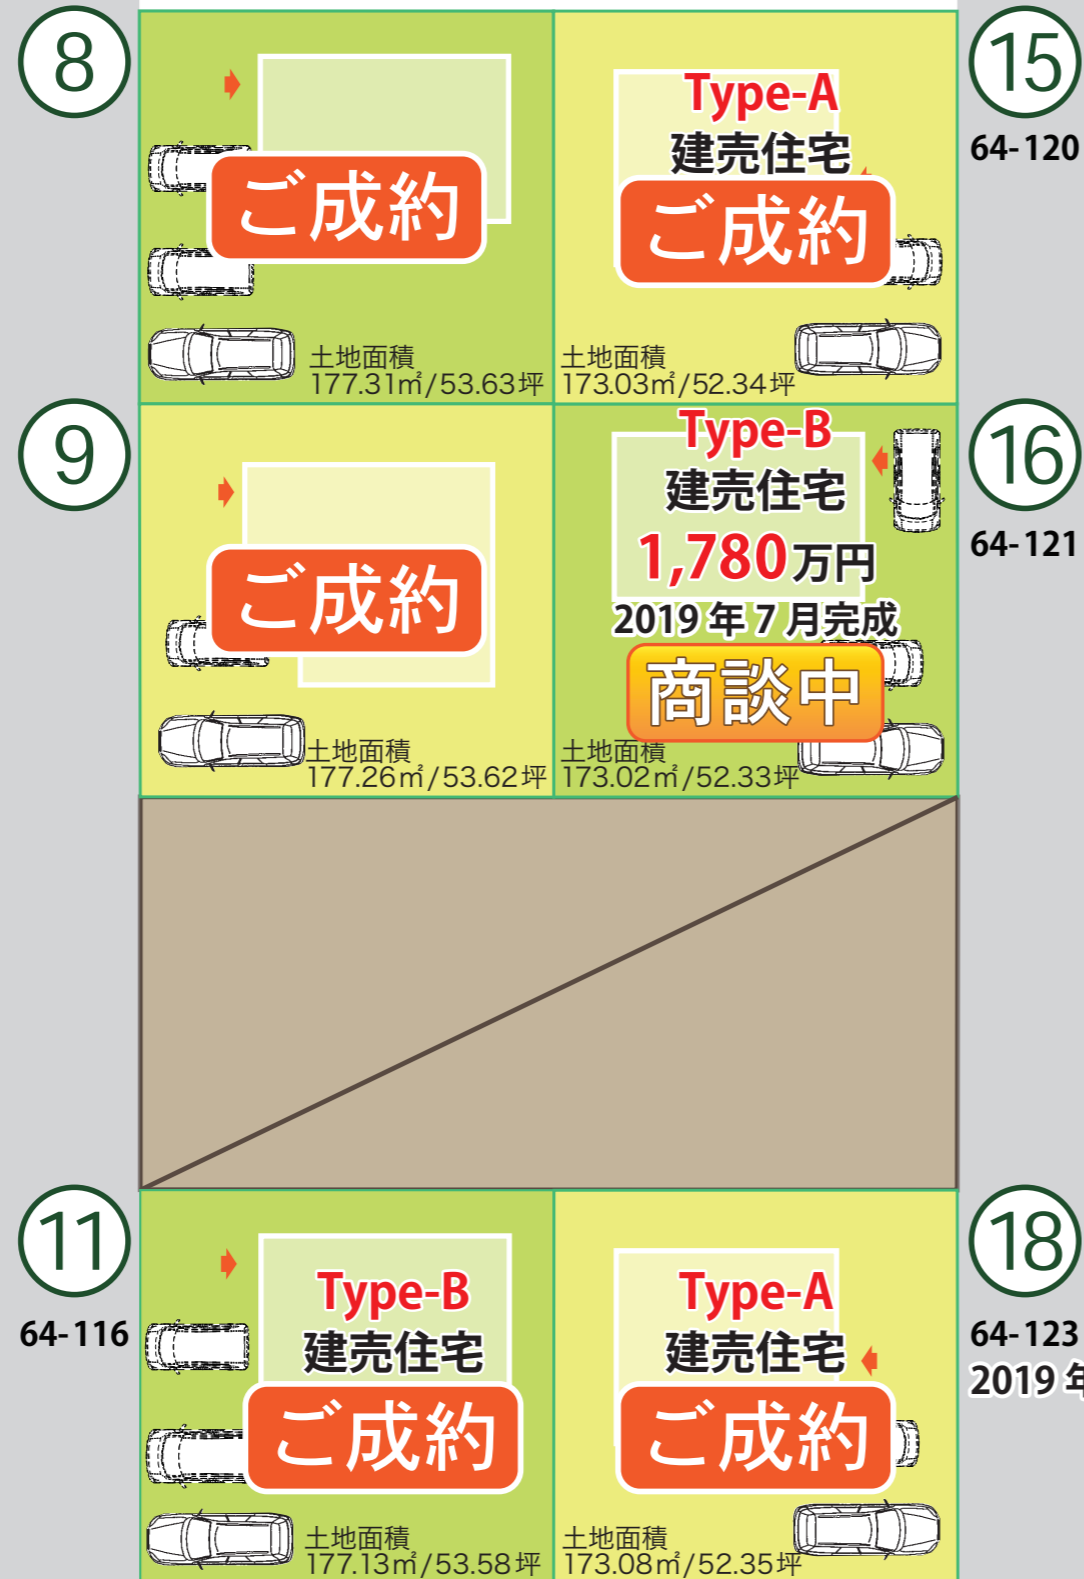 8
ご成約
土地面積
177.31㎡/53.63坪
Type-A
建売住宅
ご成約
土地面積
173.03㎡/52.34坪
15
64-120
9
ご成約
土地面積
177.26㎡/53.62坪
Type-B
建売住宅
1,780万円
2019年7月完成
商談中
土地面積
173.02㎡/52.33坪
16
64-121
11
64-116
Type-B
建売住宅
ご成約
土地面積
177.13㎡/53.58坪
Type-A
建売住宅
ご成約
土地面積
173.08㎡/52.35坪
18
64-123
2019年